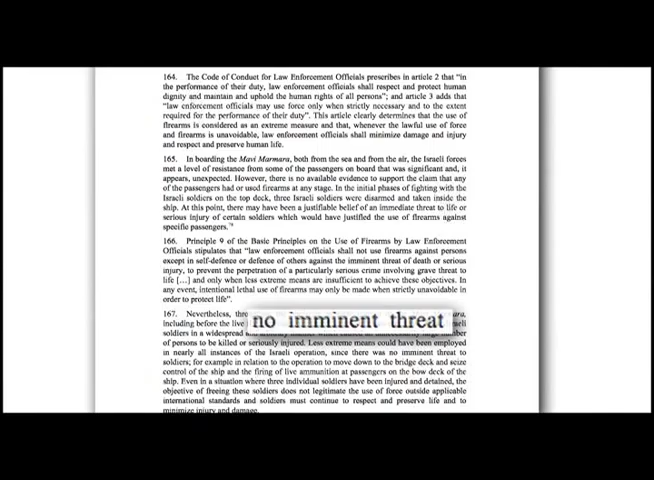 164. The Code of Conduct for Law Enforcement Officials prescribes in article 2 that "in
the performance of their duty, law enforcement officials shall respect and protect human
dignity and maintain and uphold the human rights of all persons"; and article 3 adds that
"law enforcement officials may use force only when strictly necessary and to the extent
required for the performance of their duty". This article clearly determines that the use of
firearms is considered as an extreme measure and that, whenever the lawful use of force
and firearms is unavoidable, law enforcement officials shall minimize damage and injury
and respect and preserve human life.
165. In boarding the Mavi Marmara, both from the sea and from the air, the Israeli forces
met a level of resistance from some of the passengers on board that was significant and, it
appears, unexpected. However, there is no available evidence to support the claim that any
of the passengers had or used firearms at any stage. In the initial phases of fighting with the
Israeli soldiers on the top deck, three Israeli soldiers were disarmed and taken inside the
ship. At this point, there may have been a justifiable belief of an immediate threat to life or
serious injury of certain soldiers which would have justified the use of firearms against
specific passengers.
166. Principle 9 of the Basic Principles on the Use of Firearms by Law Enforcement
Officials stipulates that "law enforcement officials shall not use firearms against persons
except in self-defence or defence of others against the imminent threat of death or serious
injury, to prevent the perpetration of a particularly serious crime involving grave threat to
life [...] and only when less extreme means are insufficient to achieve these objectives. In
any event, intentional lethal use of firearms may only be made when strictly unavoidable in
order to protect life".
167. Nevertheless,
no imminent threat
including before the live
soldiers in a widespread
of persons to be killed or seriously injured. Less extreme means could have been employed
in nearly all instances of the Israeli operation, since there was no imminent threat to
soldiers; for example in relation to the operation to move down to the bridge deck and seize
control of the ship and the firing of live ammunition at passengers on the bow deck of the
ship. Even in a situation where three individual soldiers have been injured and detained, the
objective of freeing these soldiers does not legitimate the use of force outside applicable
international standards and soldiers must continue to respect and preserve life and to
minimize injury and damage.